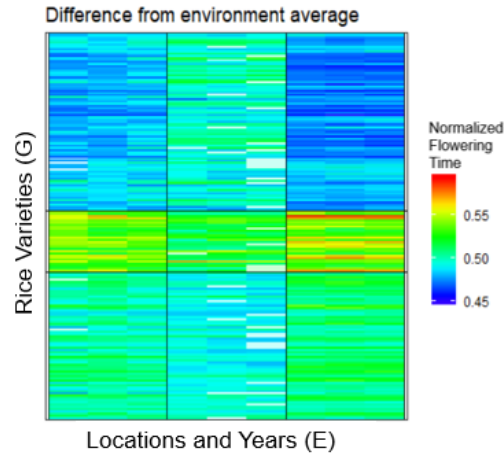 Difference from environment average
Rice Varieties (G)
Locations and Years (E)
Normalized
Flowering
Time
0.55
0.50
0.45